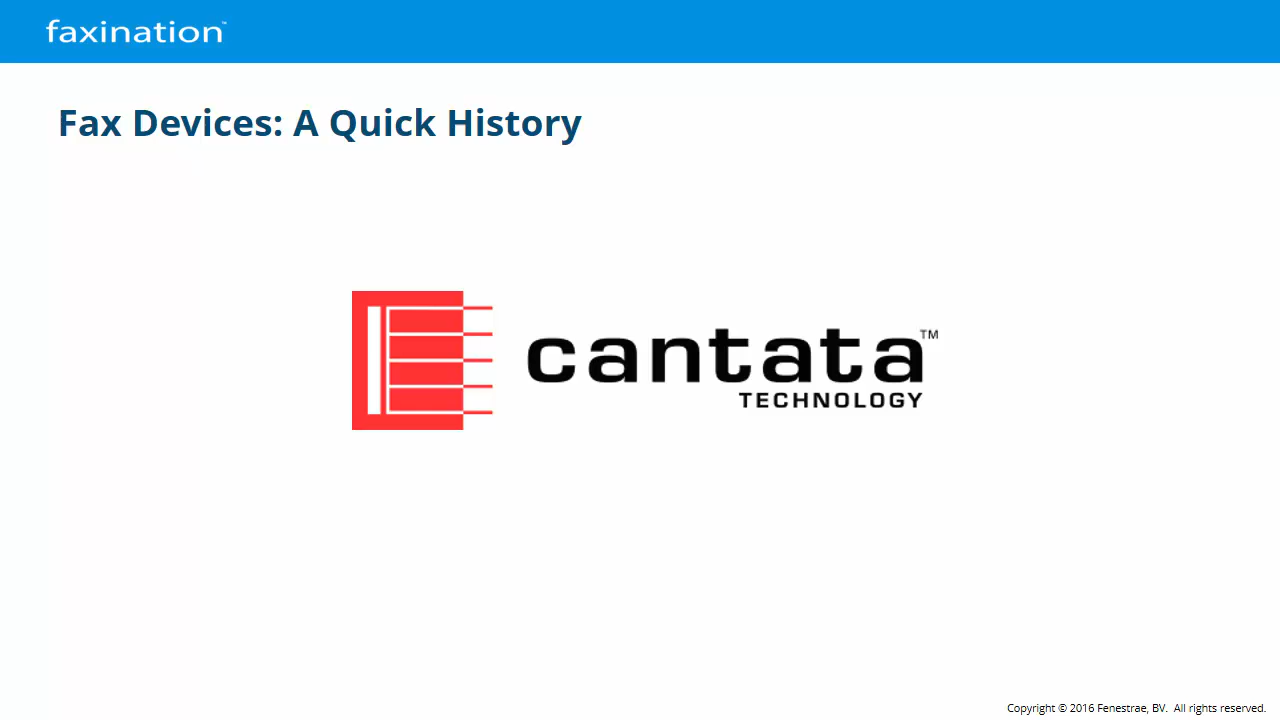 faxination™
Fax Devices: A Quick History
cantata™
TECHNOLOGY
Copyright © 2016 Fenestrae, BV.  All rights reserved.